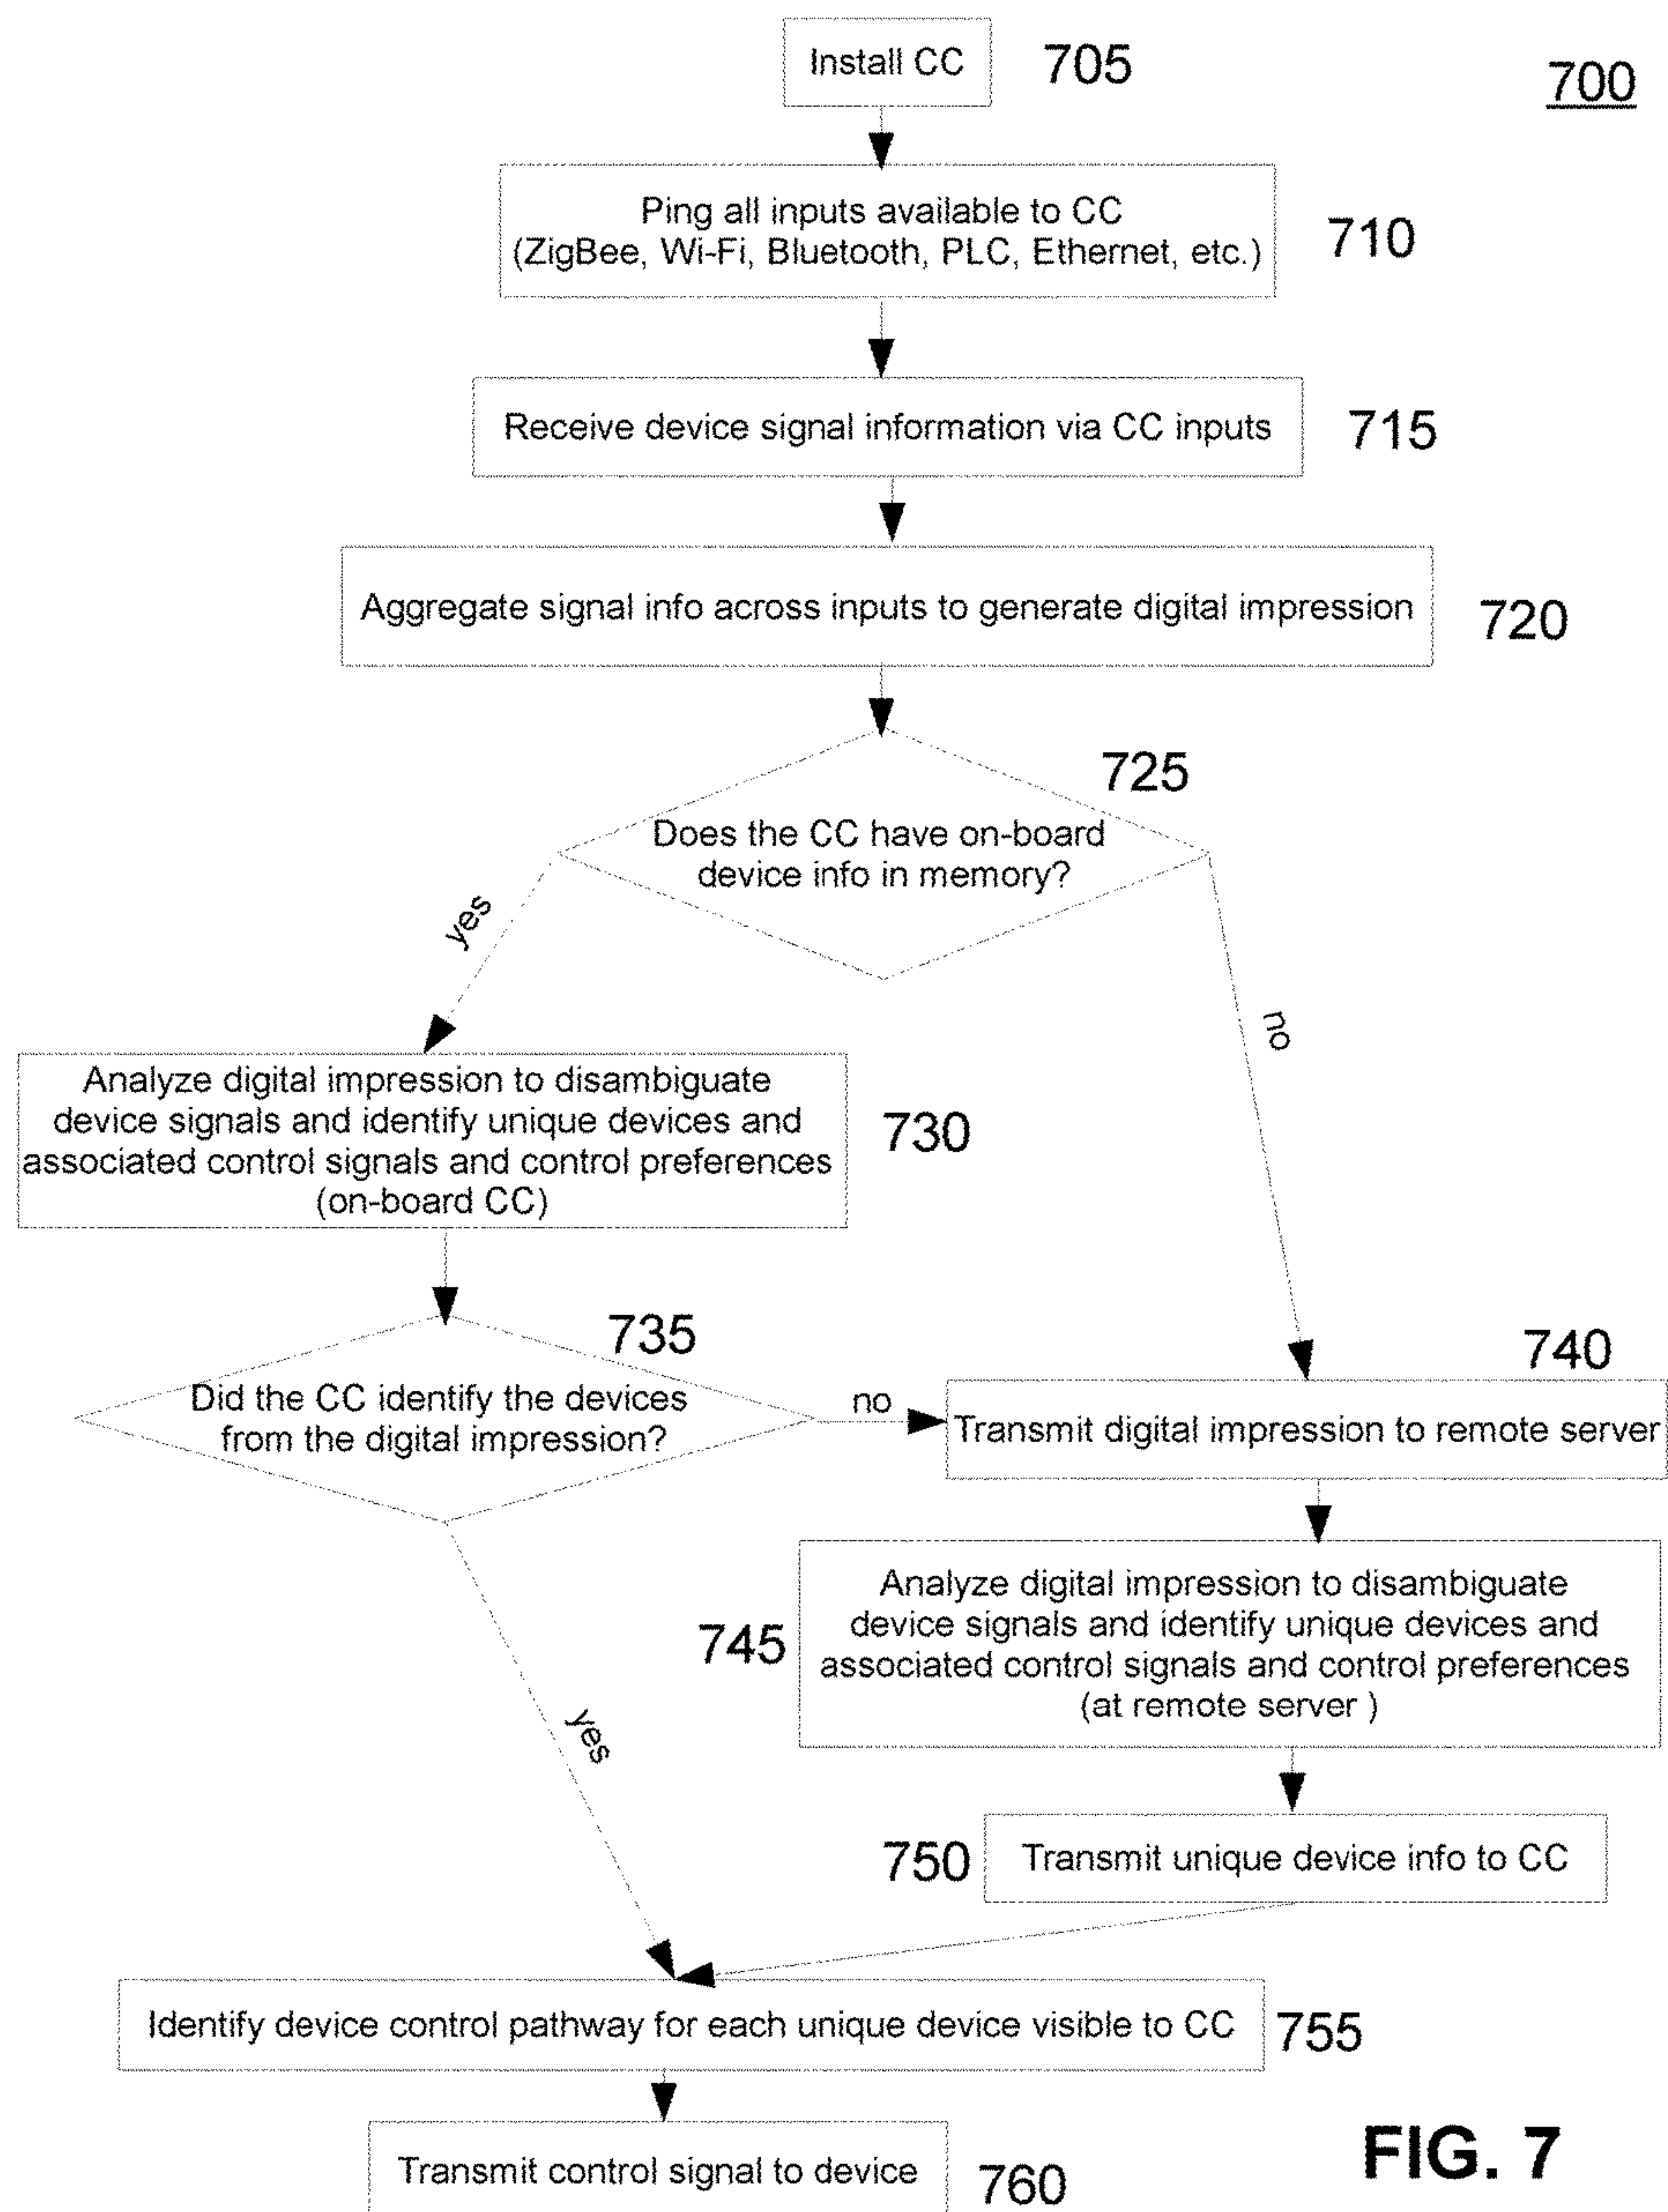 Install CC
705
700
Ping all inputs available to CC
(ZigBee, Wi-Fi, Bluetooth, PLC, Ethernet, etc.)
710
Receive device signal information via CC inputs
715
Aggregate signal info across inputs to generate digital impression
720
725
Does the CC have on-board
device info in memory?
yes
no
Analyze digital impression to disambiguate
device signals and identify unique devices and
associated control signals and control preferences
(on-board CC)
730
735
Did the CC identify the devices
from the digital impression?
no
740
Transmit digital impression to remote server
Analyze digital impression to disambiguate
device signals and identify unique devices and
associated control signals and control preferences
(at remote server )
745
yes
750
Transmit unique device info to CC
Identify device control pathway for each unique device visible to CC
755
Transmit control signal to device
760
FIG. 7